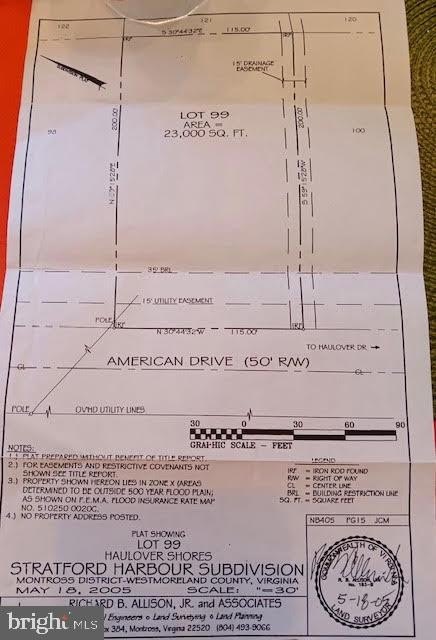 122
121
120
S 30°44'32"E
115.00'
IRF
IRF
15' DRAINAGE
EASEMENT
LOT 99
AREA =
23,000 SQ. FT.
98
100
200.00'
200.00'
N 59°15'28"E
S 59°15'28"W
35' BRL
15' UTILITY EASEMENT
POLE
IRF
N 30°44'32"W
115.00'
IRF
TO HAULOVER DR.
AMERICAN DRIVE (50' R/W)
CL
CL
POLE
OVHD UTILITY LINES
30 0 30 60 90
GRAPHIC SCALE - FEET
NOTES:
1.) PLAT PREPARED WITHOUT BENEFIT OF TITLE REPORT.
2.) FOR EASEMENTS AND RESTRICTIVE COVENANTS NOT
SHOWN SEE TITLE REPORT.
3.) PROPERTY SHOWN HEREON LIES IN ZONE X (AREAS
DETERMINED TO BE OUTSIDE 500 YEAR FLOOD PLAIN)
AS SHOWN ON F.E.M.A. FLOOD INSURANCE RATE MAP
NO. 510250 0020C.
4.) NO PROPERTY ADDRESS POSTED.
LEGEND
IRF = IRON ROD FOUND
R/W = RIGHT OF WAY
CL = CENTER LINE
BRL = BUILDING RESTRICTION LINE
SQ. FT. = SQUARE FEET
NB405 PG15 JCM
PLAT SHOWING
LOT 99
HAULOVER SHORES
STRATFORD HARBOUR SUBDIVISION
MONTROSS DISTRICT-WESTMORELAND COUNTY, VIRGINIA
MAY 18, 2005 SCALE: 1"=30'
RICHARD B. ALLISON, JR. and ASSOCIATES
Engineers ○ Land Surveying ○ Land Planning
Box 384, Montross, Virginia 22520 (804) 493-9066
COMMONWEALTH OF VIRGINIA
R. B. ALLISON, JR.
5-18-05
LAND SURVEYOR
bright MLS